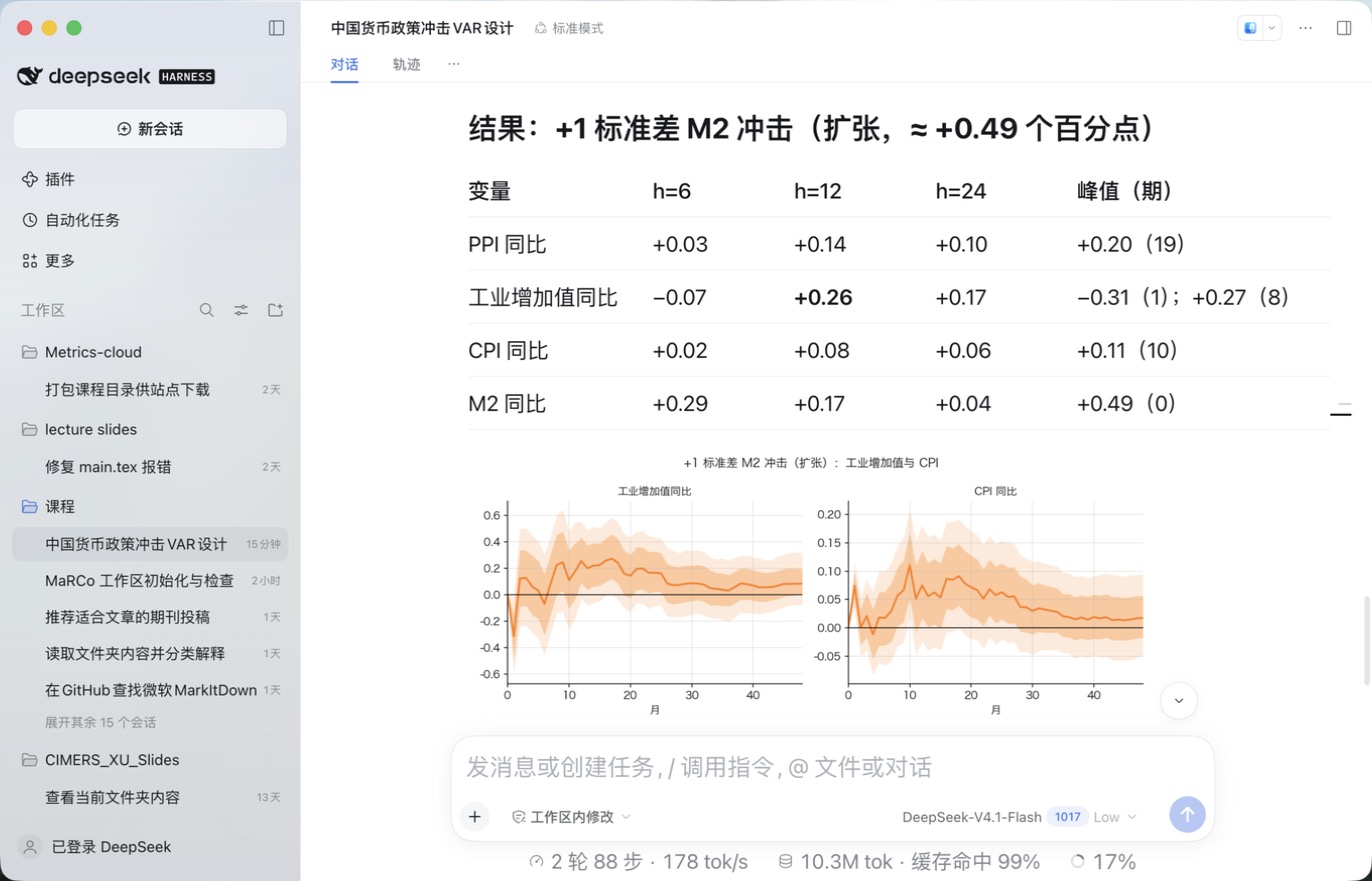 中国货币政策冲击 VAR 设计 标准模式
对话 轨迹 ···
deepseek HARNESS
新会话
插件
自动化任务
更多
工作区
Metrics-cloud
打包课程目录供站点下载 2天
lecture slides
修复 main.tex 报错 2天
课程
中国货币政策冲击 VAR 设计 15分钟
MaRCo 工作区初始化与检查 2小时
推荐适合文章的期刊投稿 1天
读取文件夹内容并分类解释 1天
在 GitHub 查找微软 MarkItDown 1天
展开其余 15 个会话
CIMERS_XU_Slides
查看当前文件夹内容 13天
已登录 DeepSeek
结果：+1 标准差 M2 冲击（扩张，≈ +0.49 个百分点）
变量 h=6 h=12 h=24 峰值（期）
PPI 同比 +0.03 +0.14 +0.10 +0.20（19）
工业增加值同比 −0.07 +0.26 +0.17 −0.31（1）；+0.27（8）
CPI 同比 +0.02 +0.08 +0.06 +0.11（10）
M2 同比 +0.29 +0.17 +0.04 +0.49（0）
+1 标准差 M2 冲击（扩张）：工业增加值与 CPI
工业增加值同比
0.6
0.4
0.2
0.0
-0.2
-0.4
-0.6
0 10 20 30 40
月
CPI 同比
0.20
0.15
0.10
0.05
0.00
-0.05
0 10 20 30 40
月
发消息或创建任务, / 调用指令, @ 文件或对话
工作区内修改 DeepSeek-V4.1-Flash 1017 Low
2 轮 88 步 · 178 tok/s 10.3M tok · 缓存命中 99% 17%